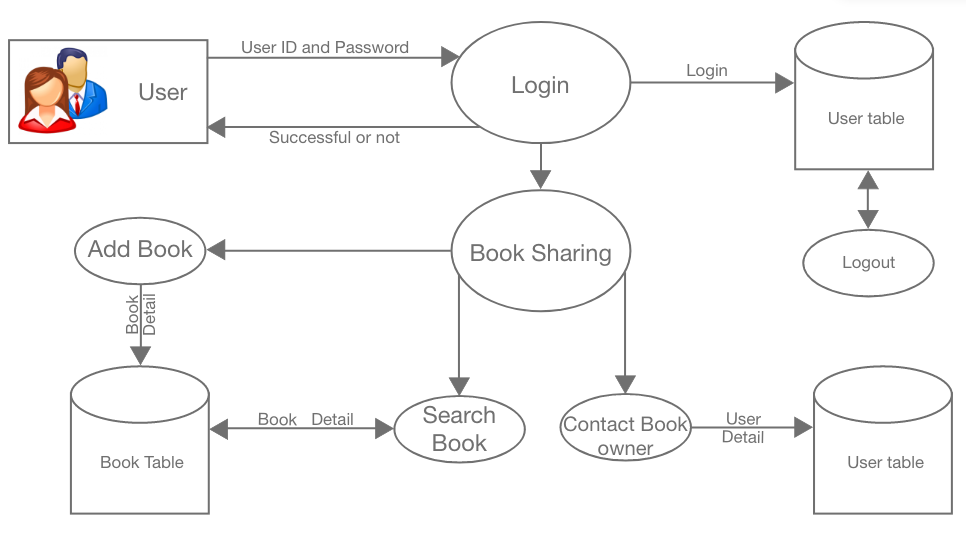 User ID and Password
User
Login
Login
User table
Successful or not
Add Book
Book Sharing
Logout
Book
Detail
Book Detail
Search
Book
Contact Book
owner
User
Detail
Book Table
User table